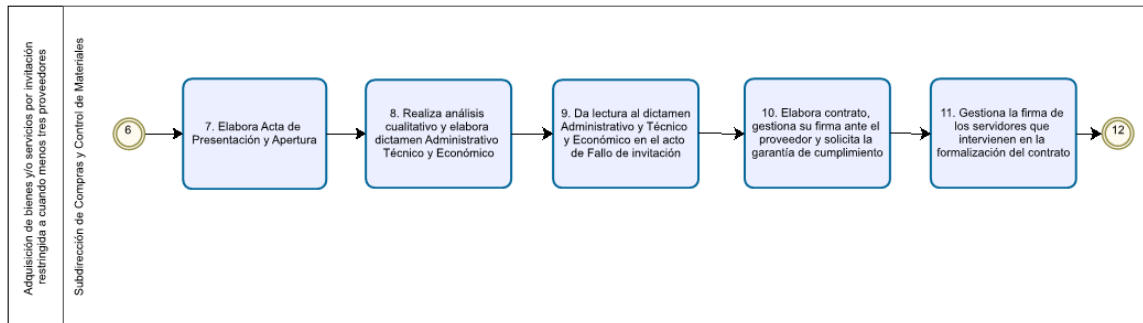 Adquisición de bienes y/o servicios por invitación
restringida a cuando menos tres proveedores
Subdirección de Compras y Control de Materiales
6
7. Elabora Acta de
Presentación y Apertura
8. Realiza análisis
cualitativo y elabora
dictamen Administrativo
Técnico y Económico
9. Da lectura al dictamen
Administrativo y Técnico
y Económico en el acto
de Fallo de invitación
10. Elabora contrato,
gestiona su firma ante el
proveedor y solicita la
garantía de cumplimiento
11. Gestiona la firma de
los servidores que
intervienen en la
formalización del contrato
12